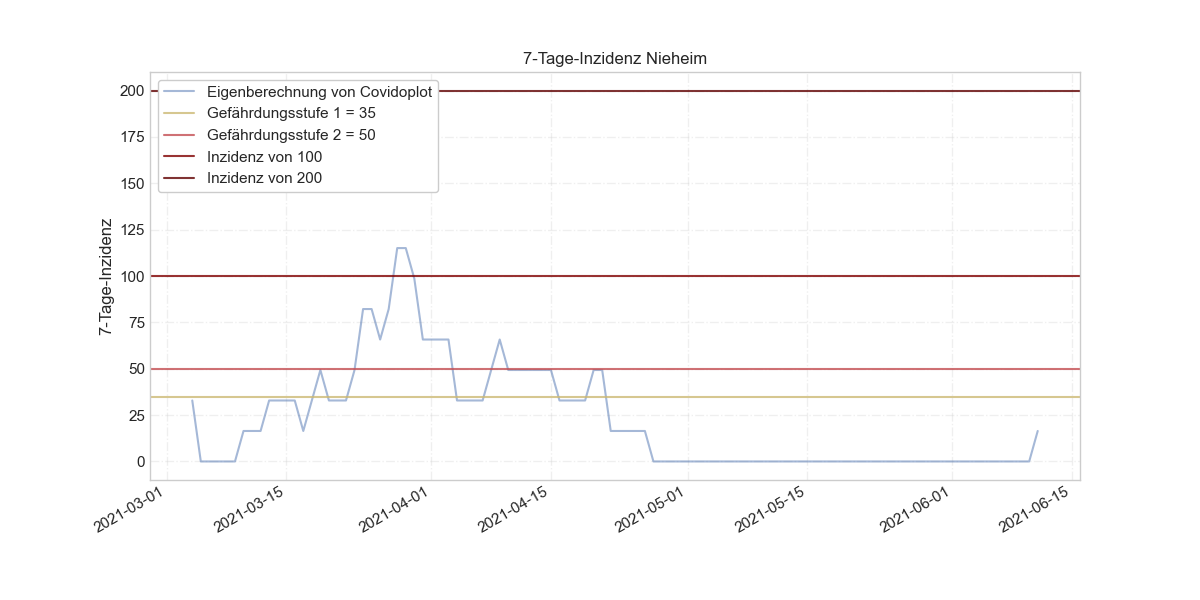 7-Tage-Inzidenz Nieheim
Eigenberechnung von Covidoplot
Gefährdungsstufe 1 = 35
Gefährdungsstufe 2 = 50
Inzidenz von 100
Inzidenz von 200
7-Tage-Inzidenz
200
175
150
125
100
75
50
25
0
2021-03-01
2021-03-15
2021-04-01
2021-04-15
2021-05-01
2021-05-15
2021-06-01
2021-06-15